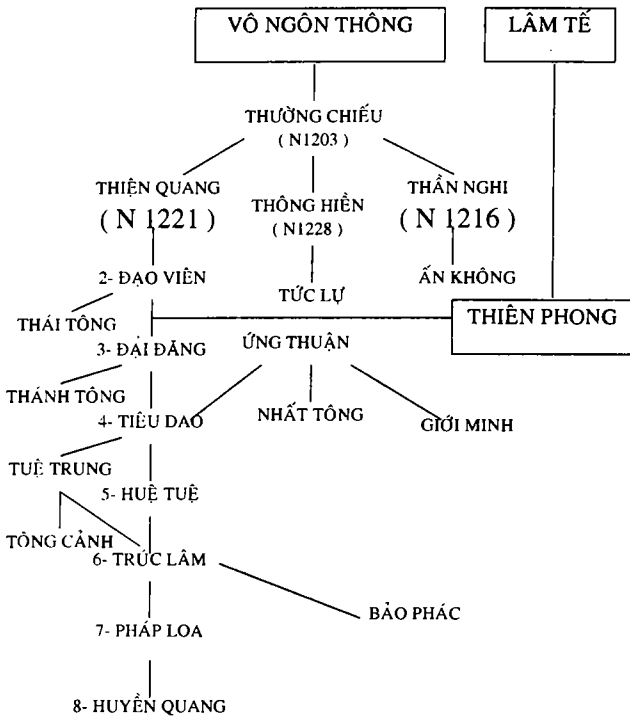 VÔ NGÔN THÔNG
LÂM TẾ
THƯỜNG CHIẾU
( N1203 )
THIỆN QUANG
( N 1221 )
THÔNG HIỀN
( N1228 )
THẦN NGHI
( N 1216 )
2- ĐẠO VIÊN
ẤN KHÔNG
TỨC LỰ
THÁI TÔNG
THIÊN PHONG
3- ĐẠI ĐĂNG
ỨNG THUẬN
THÁNH TÔNG
4- TIÊU DAO
NHẤT TÔNG
GIỚI MINH
TUỆ TRUNG
5- HUỆ TUỆ
TÔNG CẢNH
6- TRÚC LÂM
BẢO PHÁC
7- PHÁP LOA
8- HUYỀN QUANG